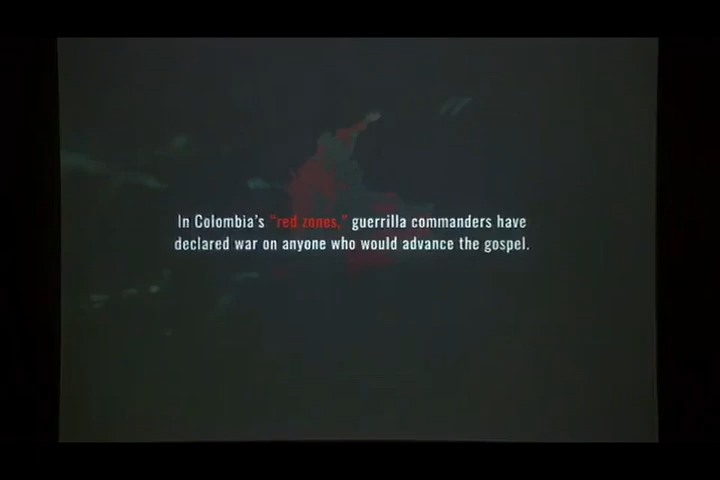 In Colombia's "red zones," guerrilla commanders have
declared war on anyone who would advance the gospel.